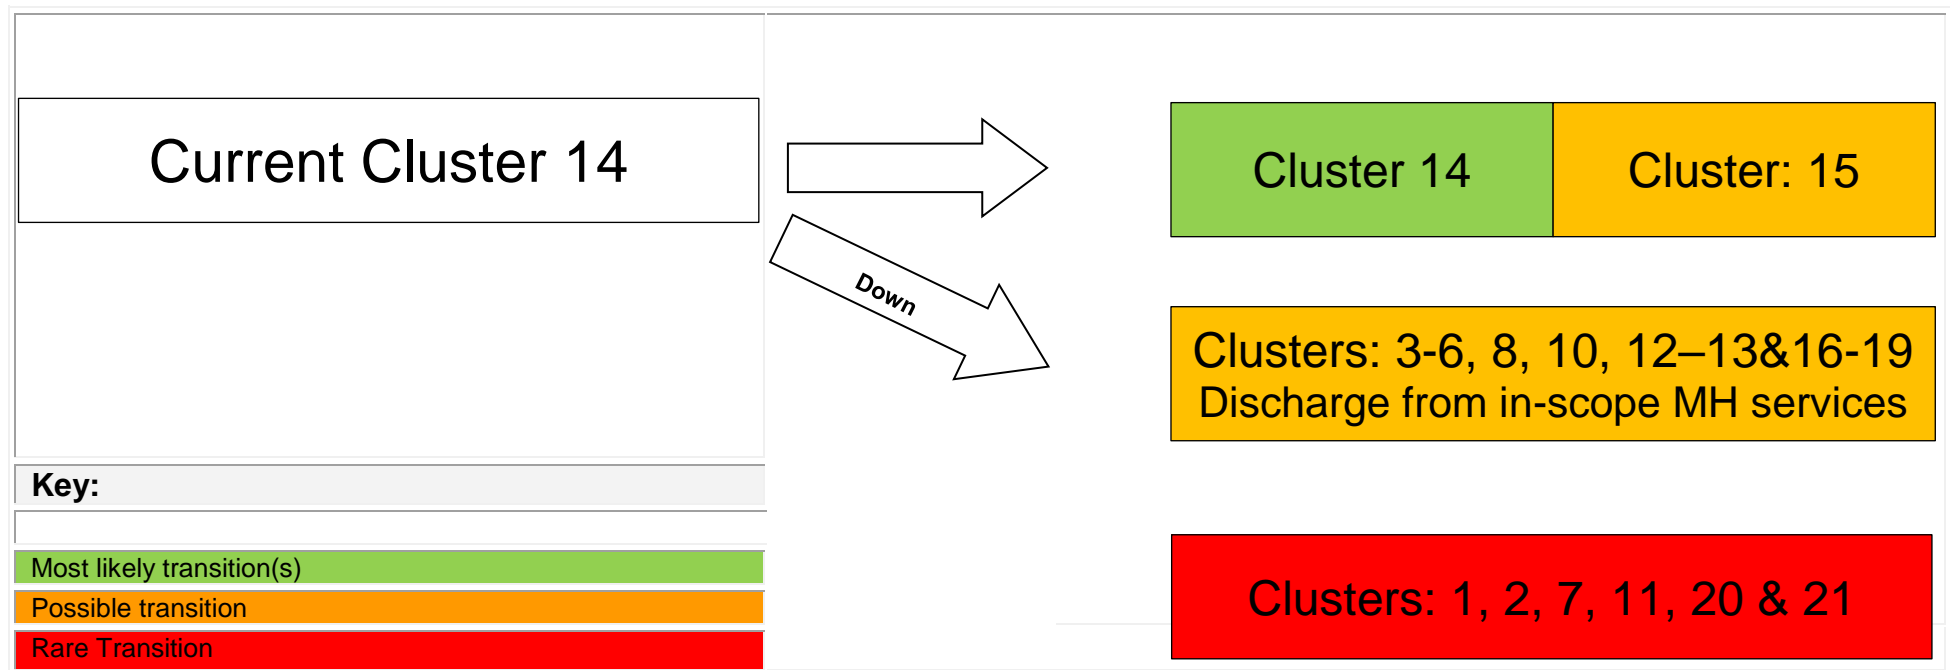 Current Cluster 14
Cluster 14
Cluster: 15
Down
Clusters: 3-6, 8, 10, 12–13&16-19
Discharge from in-scope MH services
Key:
Most likely transition(s)
Possible transition
Rare Transition
Clusters: 1, 2, 7, 11, 20 & 21